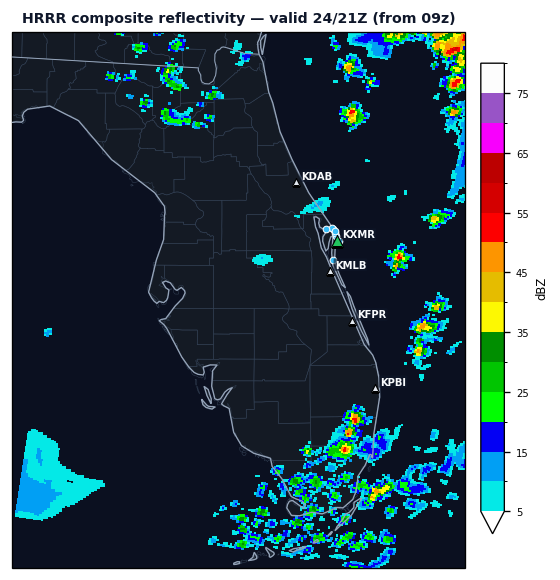 HRRR composite reflectivity — valid 24/21Z (from 09z)
KDAB
KXMR
KMLB
KFPR
KPBI
75
65
55
45
35
25
15
5
dBZ